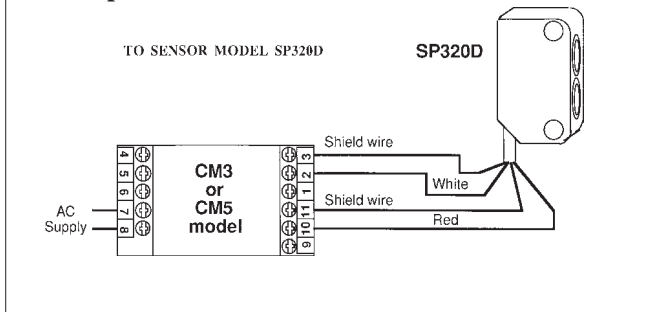 TO SENSOR MODEL SP320D
SP320D
Shield wire
White
Shield wire
Red
CM3
or
CM5
model
AC
Supply
4
5
6
7
8
3
2
1
11
10
9